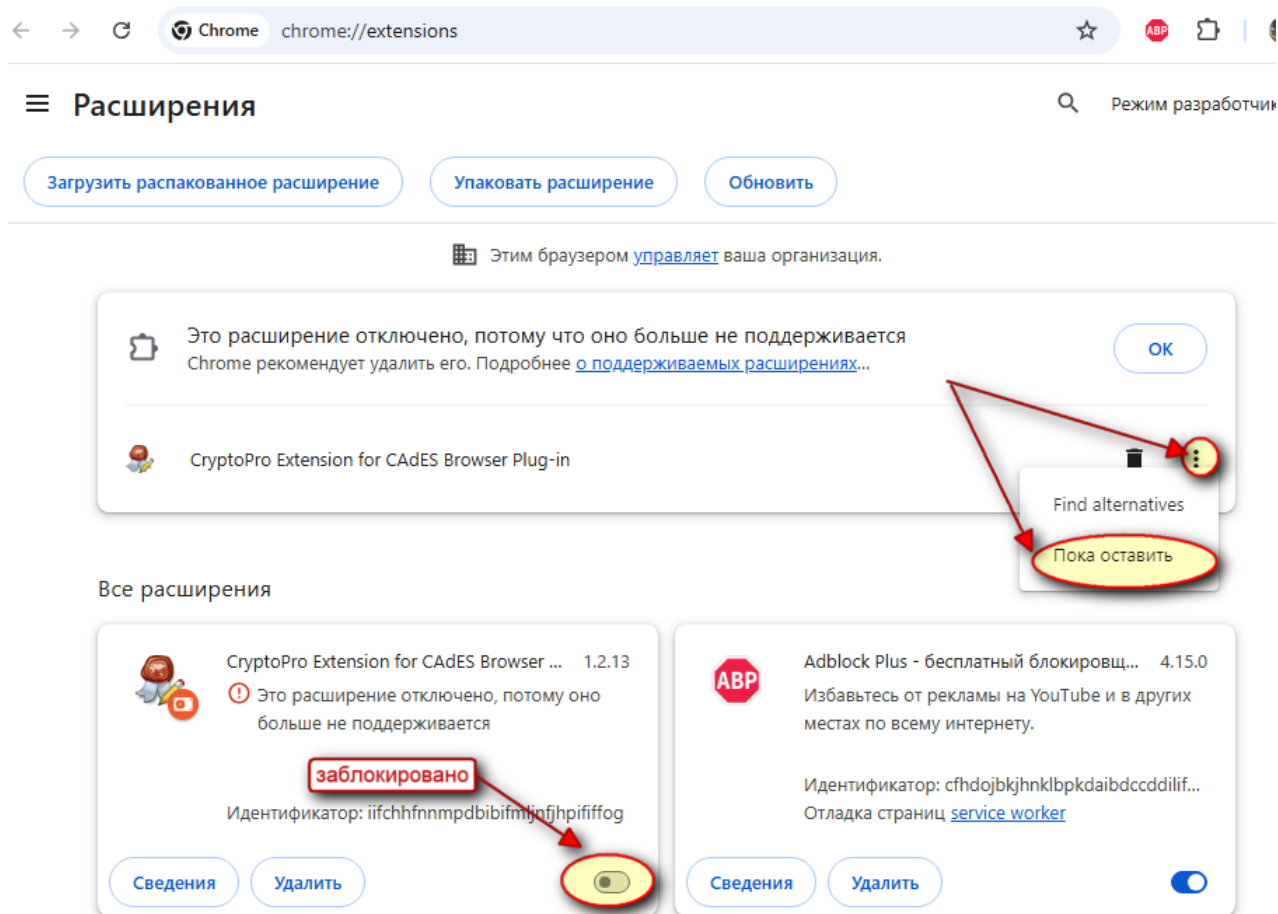 Chrome chrome://extensions ABP
Расширения Режим разработчик
Загрузить распакованное расширение Упаковать расширение Обновить
Этим браузером управляет ваша организация.
Это расширение отключено, потому что оно больше не поддерживается
Chrome рекомендует удалить его. Подробнее о поддерживаемых расширениях...
ОК
CryptoPro Extension for CAdES Browser Plug-in
Find alternatives
Пока оставить
Все расширения
CryptoPro Extension for CAdES Browser ... 1.2.13
Это расширение отключено, потому оно
больше не поддерживается
заблокировано
Идентификатор: iifchhfnnmpdbibifmljnfjhpififfog
Сведения Удалить
ABP
Adblock Plus - бесплатный блокировщ... 4.15.0
Избавьтесь от рекламы на YouTube и в других
местах по всему интернету.
Идентификатор: cfhdojbkjhnklbpkdaibdccddilif...
Отладка страниц service worker
Сведения Удалить